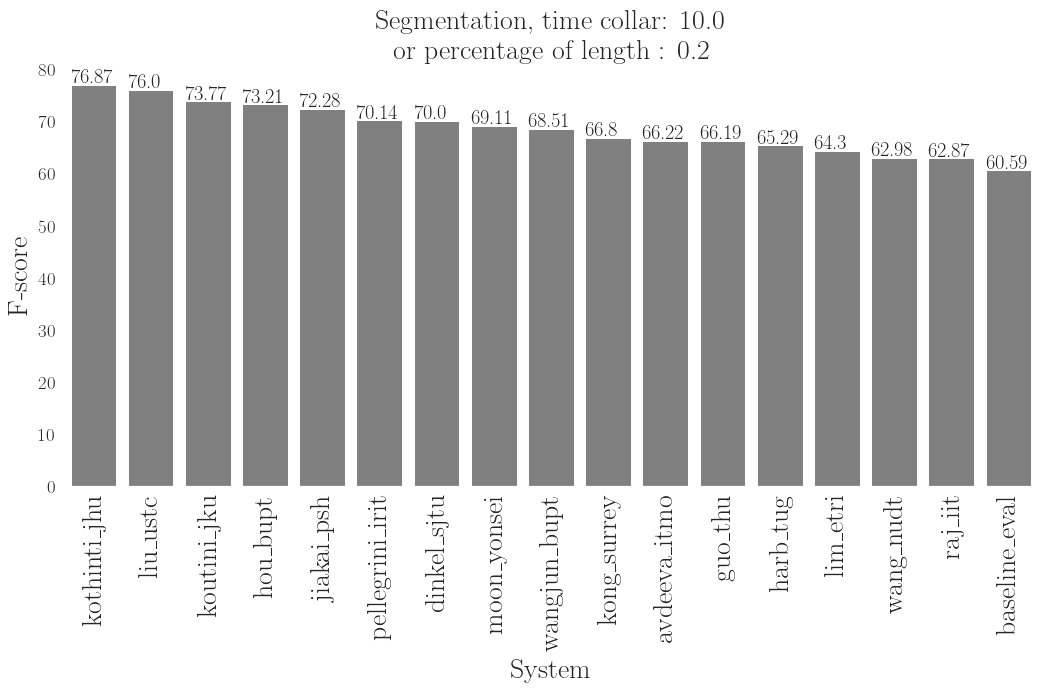 Segmentation, time collar: 10.0
or percentage of length : 0.2
F-score
80
70
60
50
40
30
20
10
0
76.87
76.0
73.77
73.21
72.28
70.14
70.0
69.11
68.51
66.8
66.22
66.19
65.29
64.3
62.98
62.87
60.59
kothinti_jhu
liu_ustc
koutini_jku
hou_bupt
jiakai_psh
pellegrini_irit
dinkel_sjtu
moon_yonsei
wangjun_bupt
kong_surrey
avdeeva_itmo
guo_thu
harb_tug
lim_etri
wang_nudt
raj_iit
baseline_eval
System